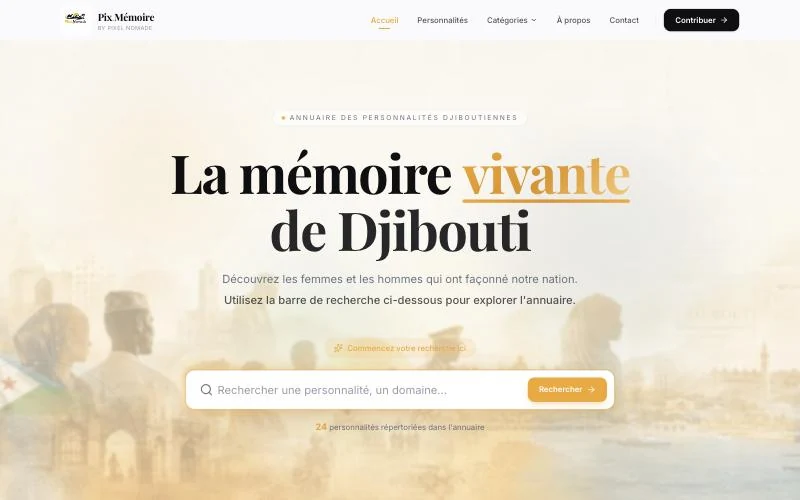 Pix.Mémoire
BY PIXEL NOMADE
Accueil
Personnalités
Catégories
À propos
Contact
Contribuer
ANNUAIRE DES PERSONNALITÉS DJIBOUTIENNES
La mémoire vivante
de Djibouti
Découvrez les femmes et les hommes qui ont façonné notre nation.
Utilisez la barre de recherche ci-dessous pour explorer l'annuaire.
Commencez votre recherche ici
Rechercher une personnalité, un domaine...
Rechercher
24 personnalités répertoriées dans l'annuaire